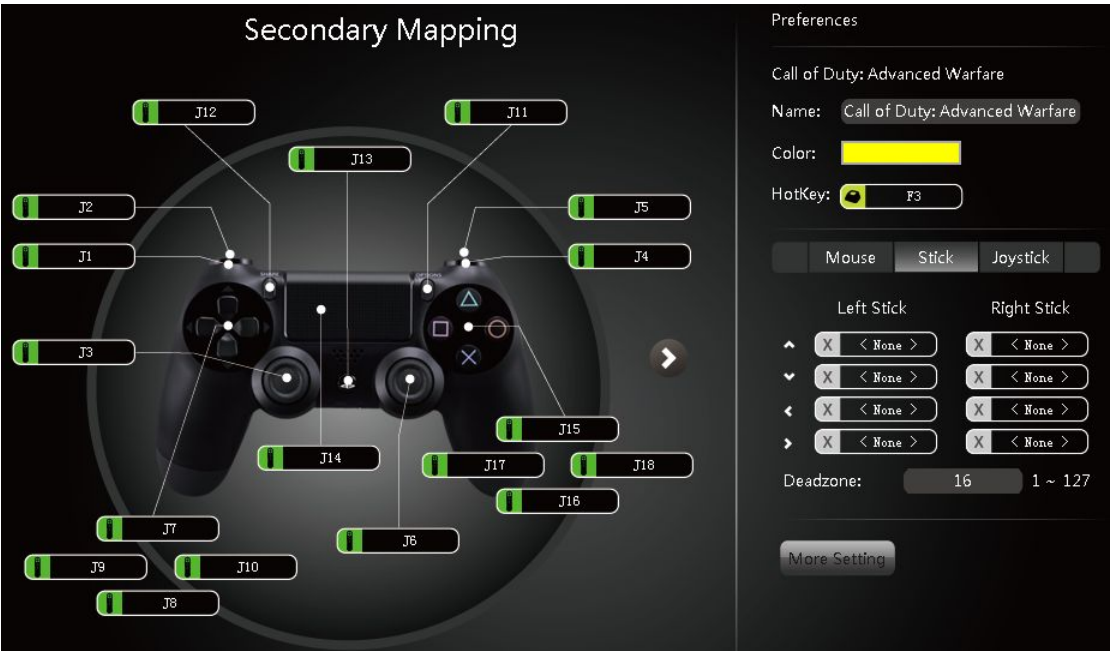 Secondary Mapping
J12
J11
J13
J2
J5
J1
J4
J3
J15
J14
J17
J18
J16
J7
J6
J9
J10
J8
SHARE
OPTIONS
Preferences
Call of Duty: Advanced Warfare
Name: Call of Duty: Advanced Warfare
Color:
HotKey: F3
Mouse Stick Joystick
Left Stick Right Stick
X < None > X < None >
X < None > X < None >
X < None > X < None >
X < None > X < None >
Deadzone: 16 1 ~ 127
More Setting